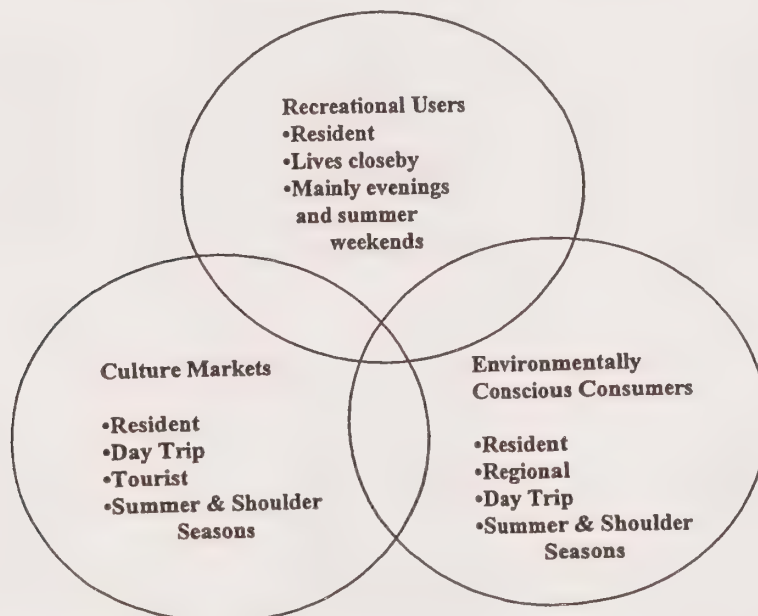 Recreational Users
•Resident
•Lives closeby
•Mainly evenings
and summer
weekends
Culture Markets
•Resident
•Day Trip
•Tourist
•Summer & Shoulder
Seasons
Environmentally
Conscious Consumers
•Resident
•Regional
•Day Trip
•Summer & Shoulder
Seasons